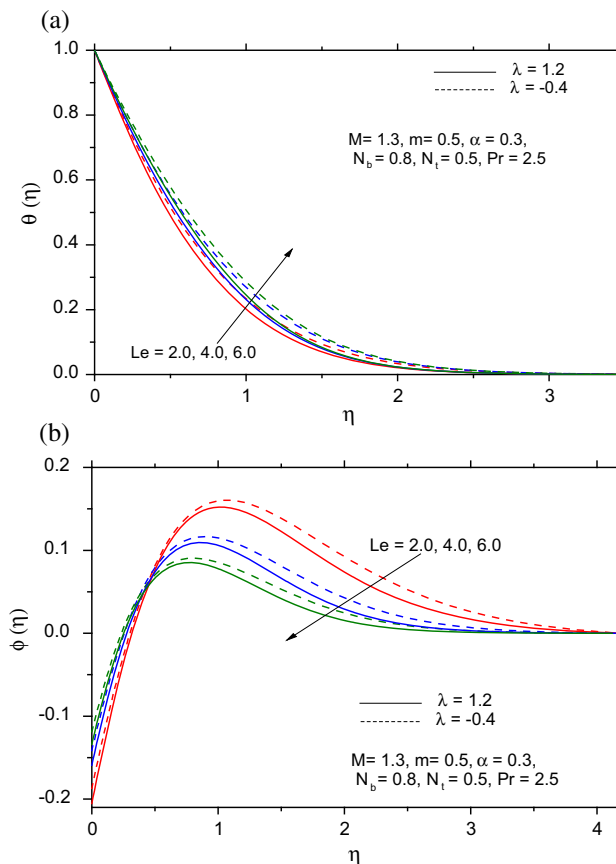 (a)
1.0
0.8
0.6
0.4
0.2
0.0
θ (η)
λ = 1.2
λ = -0.4
M= 1.3, m= 0.5, α = 0.3,
N_b = 0.8, N_t = 0.5, Pr = 2.5
Le = 2.0, 4.0, 6.0
0 1 2 3
η
(b)
0.2
0.1
0.0
-0.1
-0.2
ϕ (η)
Le = 2.0, 4.0, 6.0
λ = 1.2
λ = -0.4
M= 1.3, m= 0.5, α = 0.3,
N_b = 0.8, N_t = 0.5, Pr = 2.5
0 1 2 3 4
η